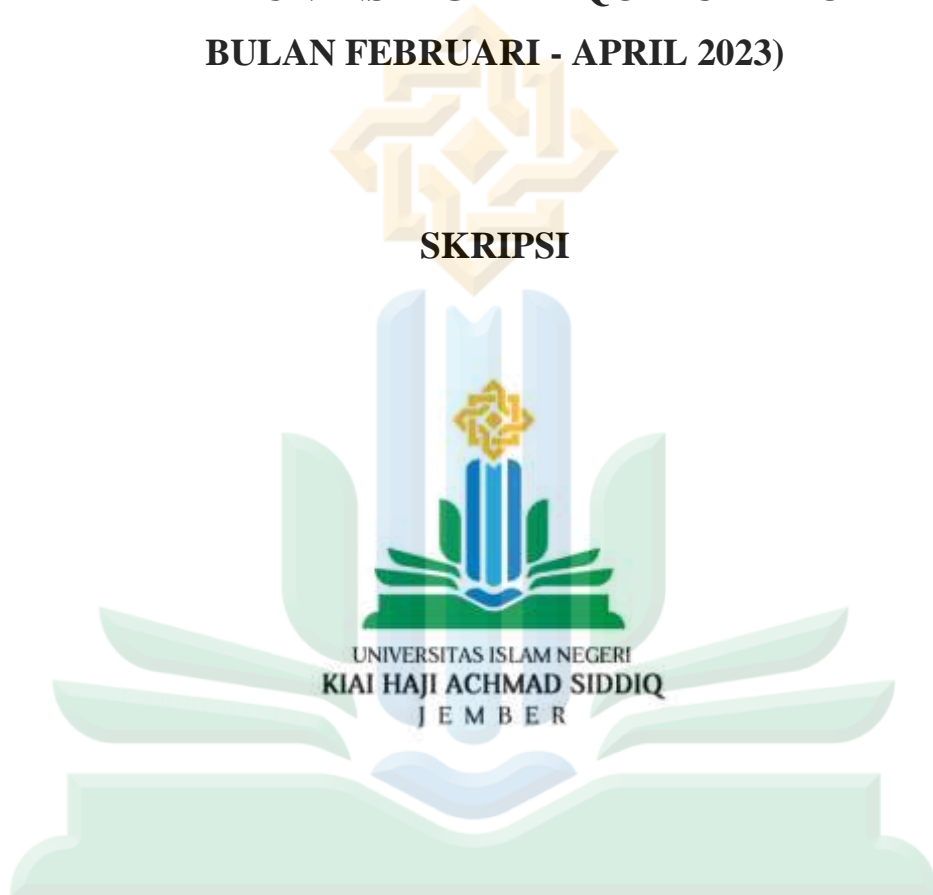 BULAN FEBRUARI - APRIL 2023)
SKRIPSI
UNIVERSITAS ISLAM NEGERI
KIAI HAJI ACHMAD SIDDIQ
JEMBER